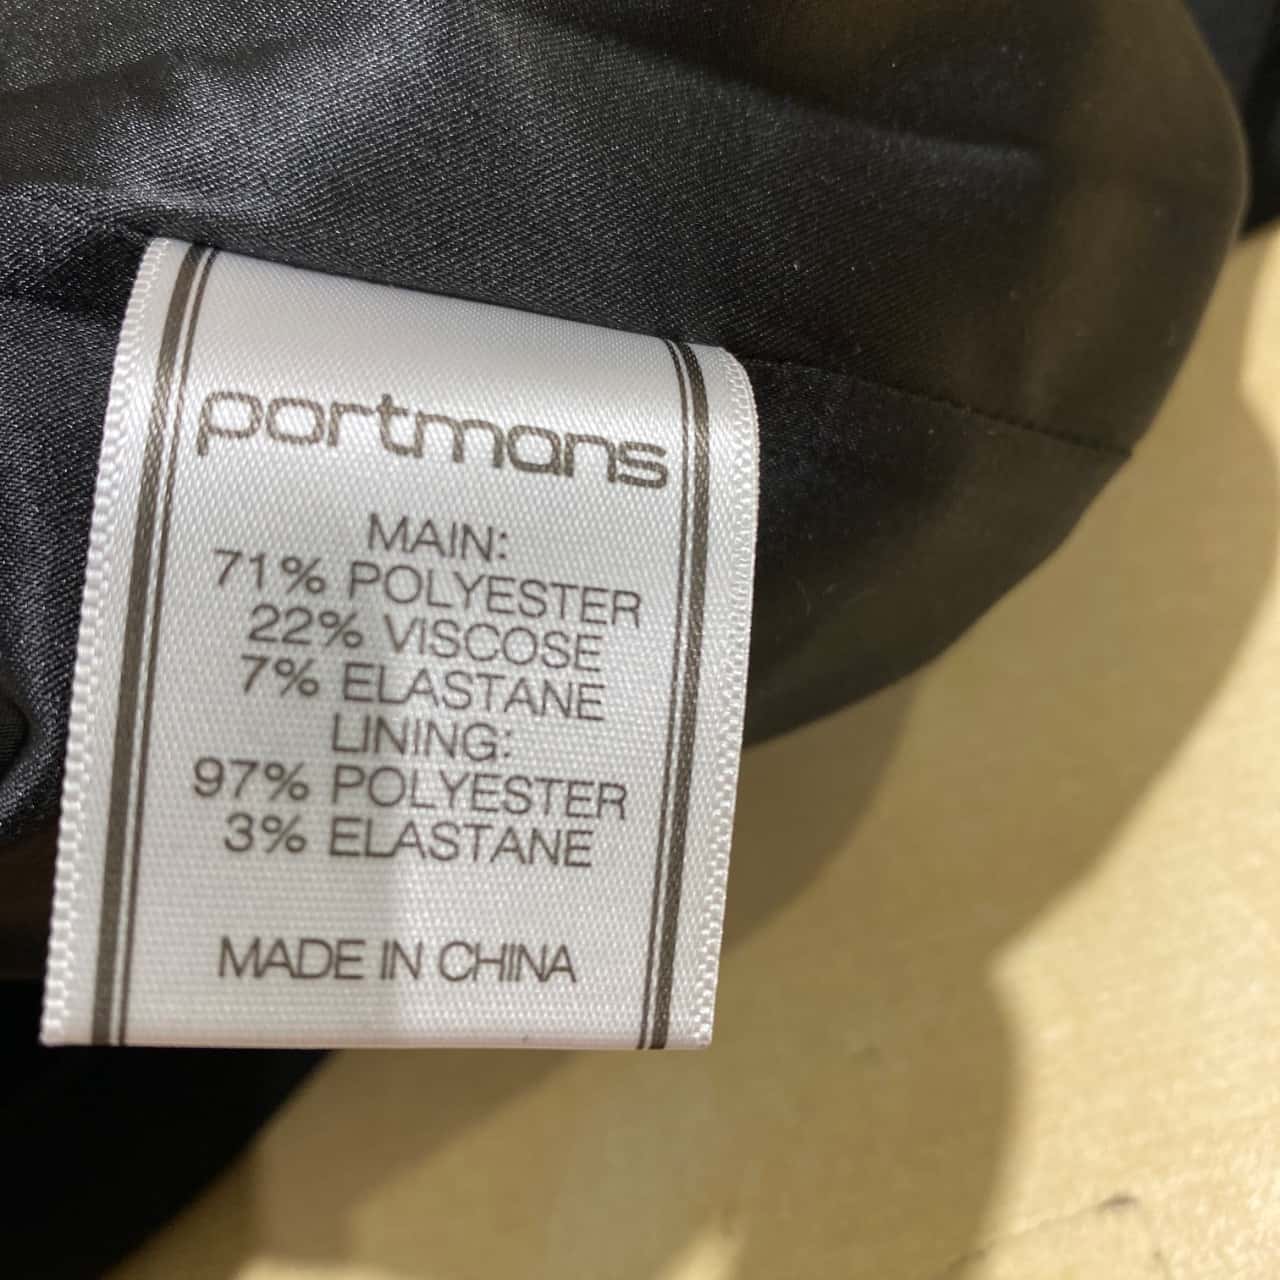 portmans
MAIN:
71% POLYESTER
22% VISCOSE
7% ELASTANE
LINING:
97% POLYESTER
3% ELASTANE
MADE IN CHINA